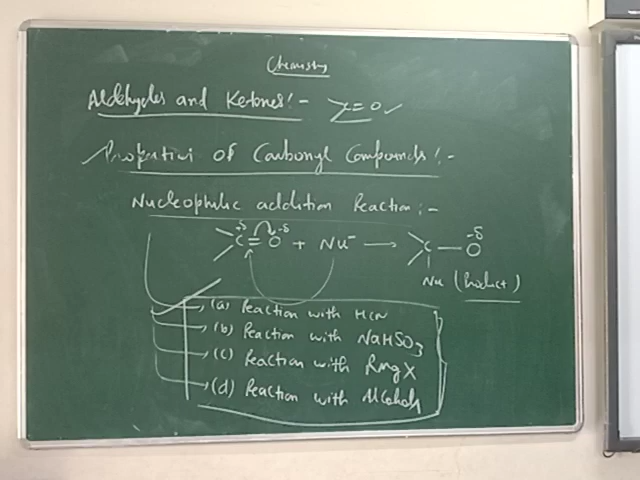 Chemistry
Aldehydes and Ketones:- >C=O ✓
Properties of Carbonyl Compounds:-
Nucleophilic addition Reaction:-
>C+δ=O-δ + Nu⁻ → >C—O-δ
Nu (Product)
(a) Reaction with HCN
(b) Reaction with NaHSO3
(c) Reaction with RmgX
(d) Reaction with Alcohols